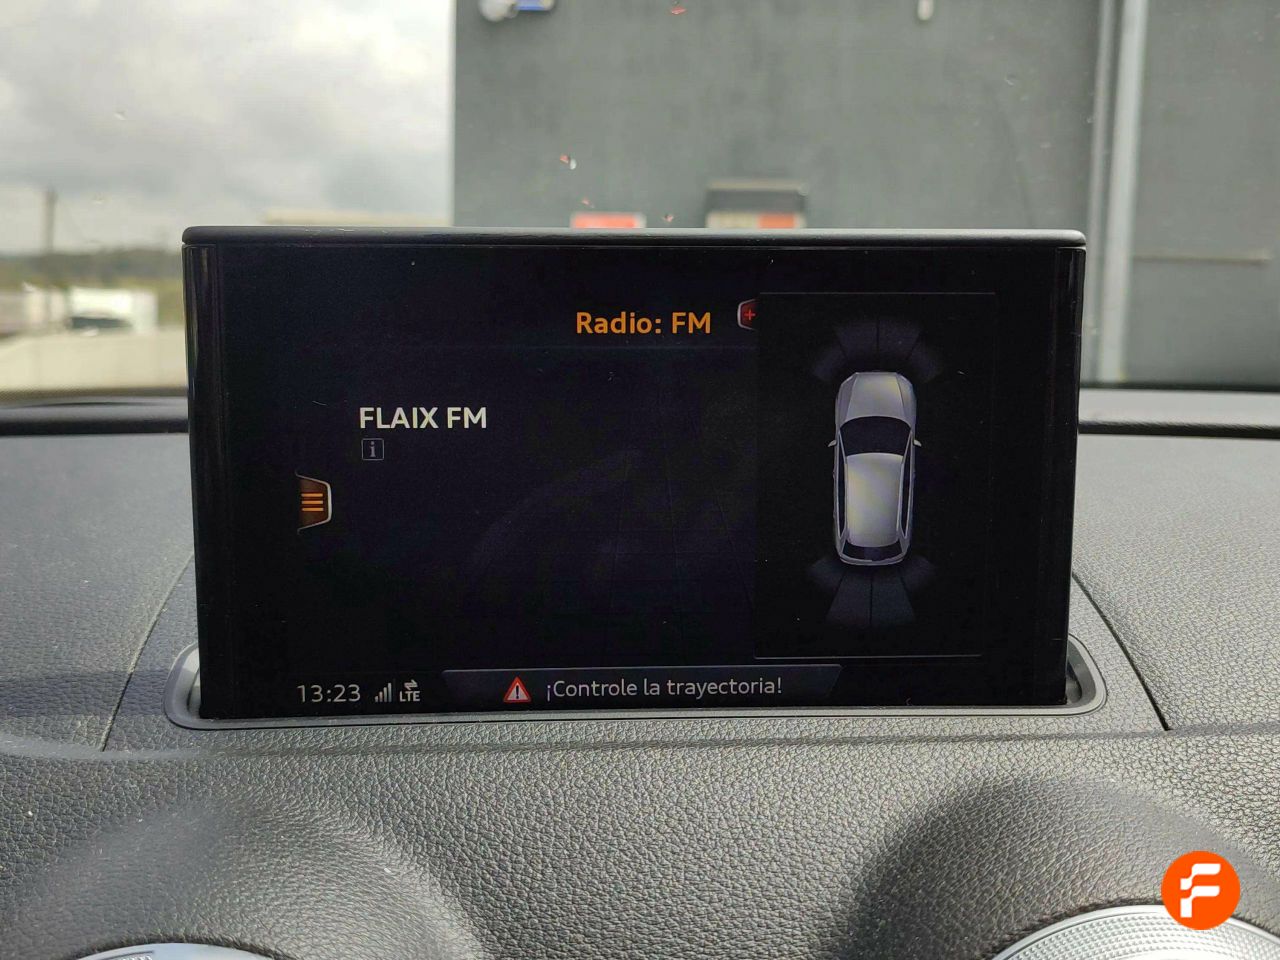 Radio: FM
FLAIX FM
13:23 LTE ¡Controle la trayectoria!